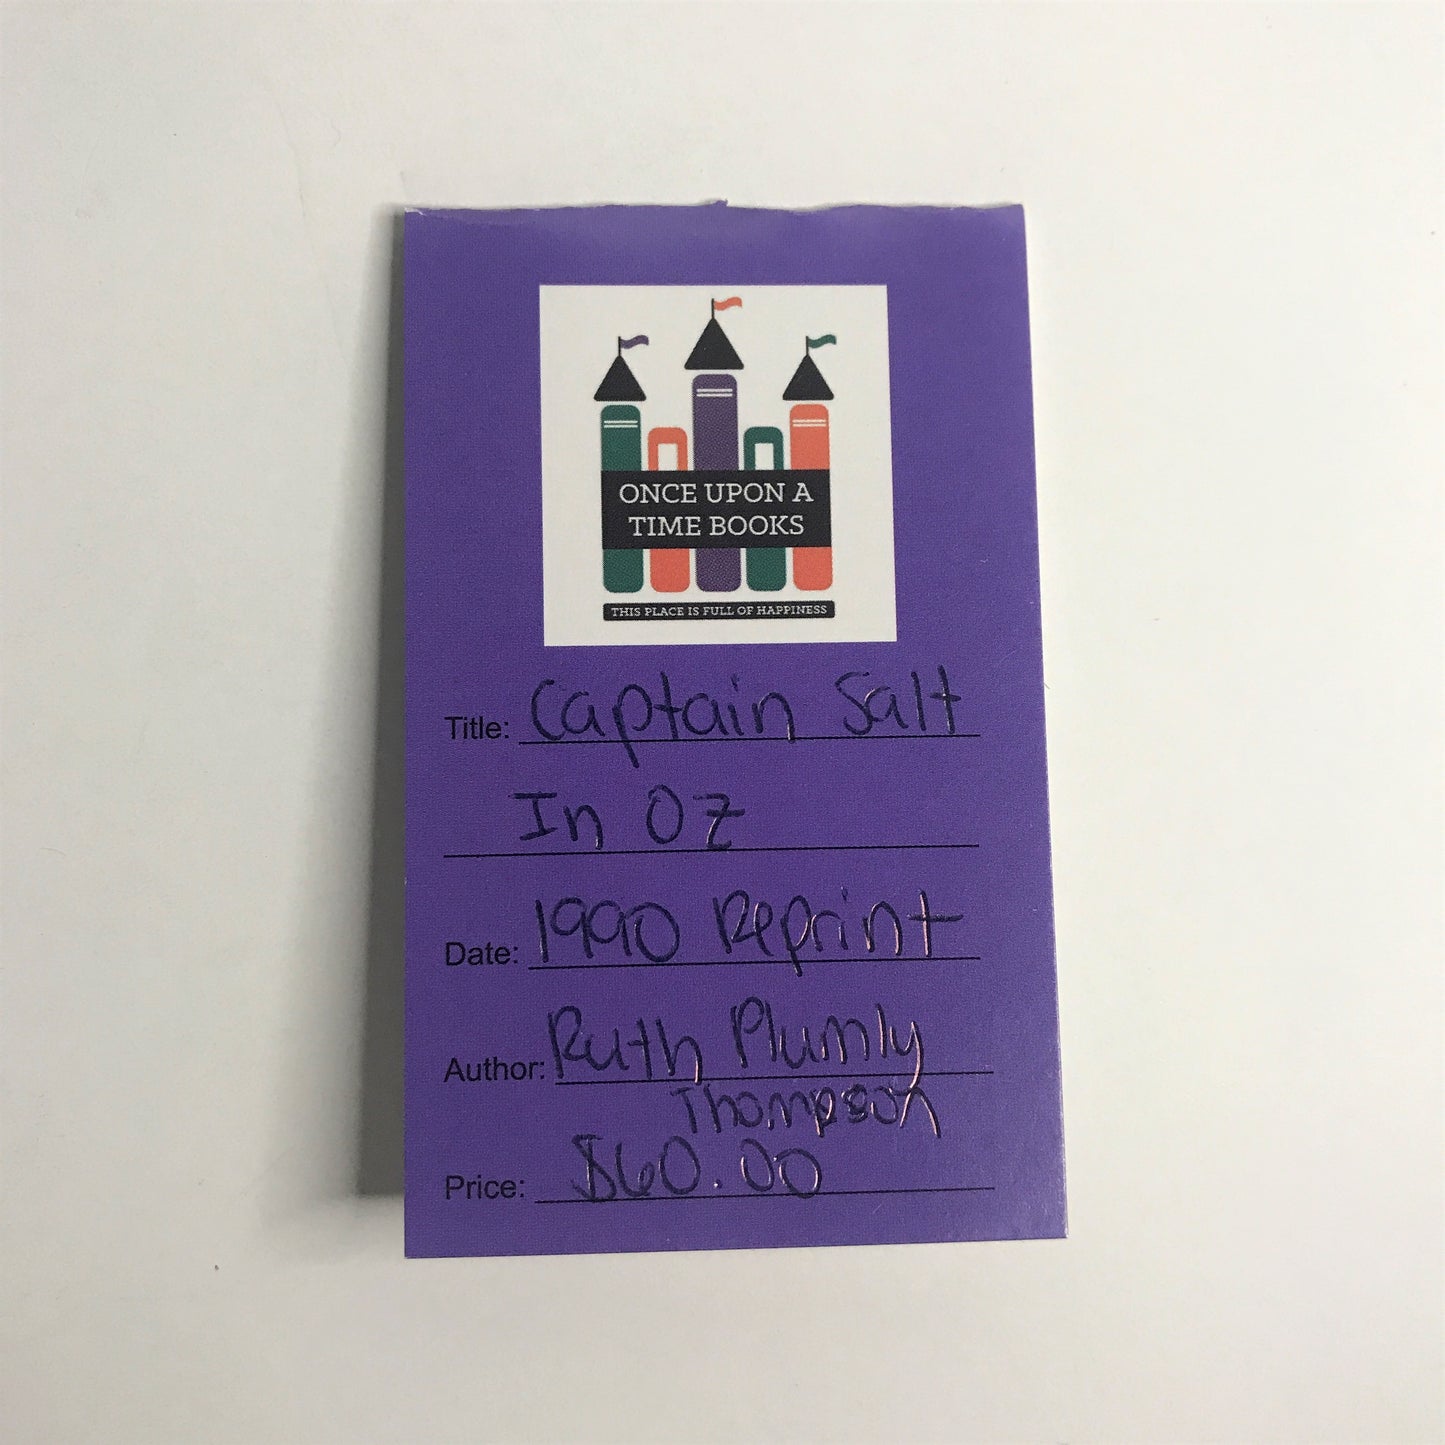 ONCE UPON A
TIME BOOKS
THIS PLACE IS FULL OF HAPPINESS
Title: Captain Salt
In Oz
Date: 1990 Reprint
Author: Ruth Plumly
Thompson
Price: $60.00